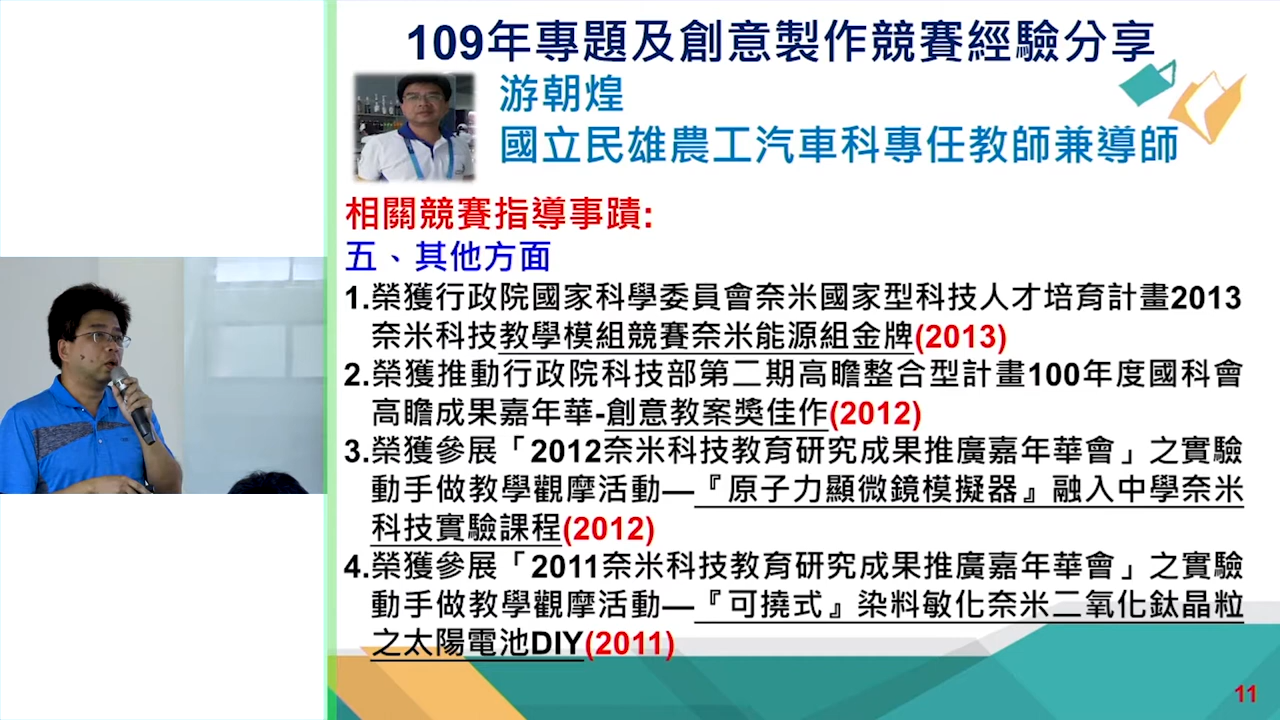 109年專題及創意製作競賽經驗分享
游朝煌
國立民雄農工汽車科專任教師兼導師
相關競賽指導事蹟:
五、其他方面
1.榮獲行政院國家科學委員會奈米國家型科技人才培育計畫2013
奈米科技教學模組競賽奈米能源組金牌(2013)
2.榮獲推動行政院科技部第二期高瞻整合型計畫100年度國科會
高瞻成果嘉年華-創意教案獎佳作(2012)
3.榮獲參展「2012奈米科技教育研究成果推廣嘉年華會」之實驗
動手做教學觀摩活動—『原子力顯微鏡模擬器』融入中學奈米
科技實驗課程(2012)
4.榮獲參展「2011奈米科技教育研究成果推廣嘉年華會」之實驗
動手做教學觀摩活動—『可撓式』染料敏化奈米二氧化鈦晶粒
之太陽電池DIY(2011)
11